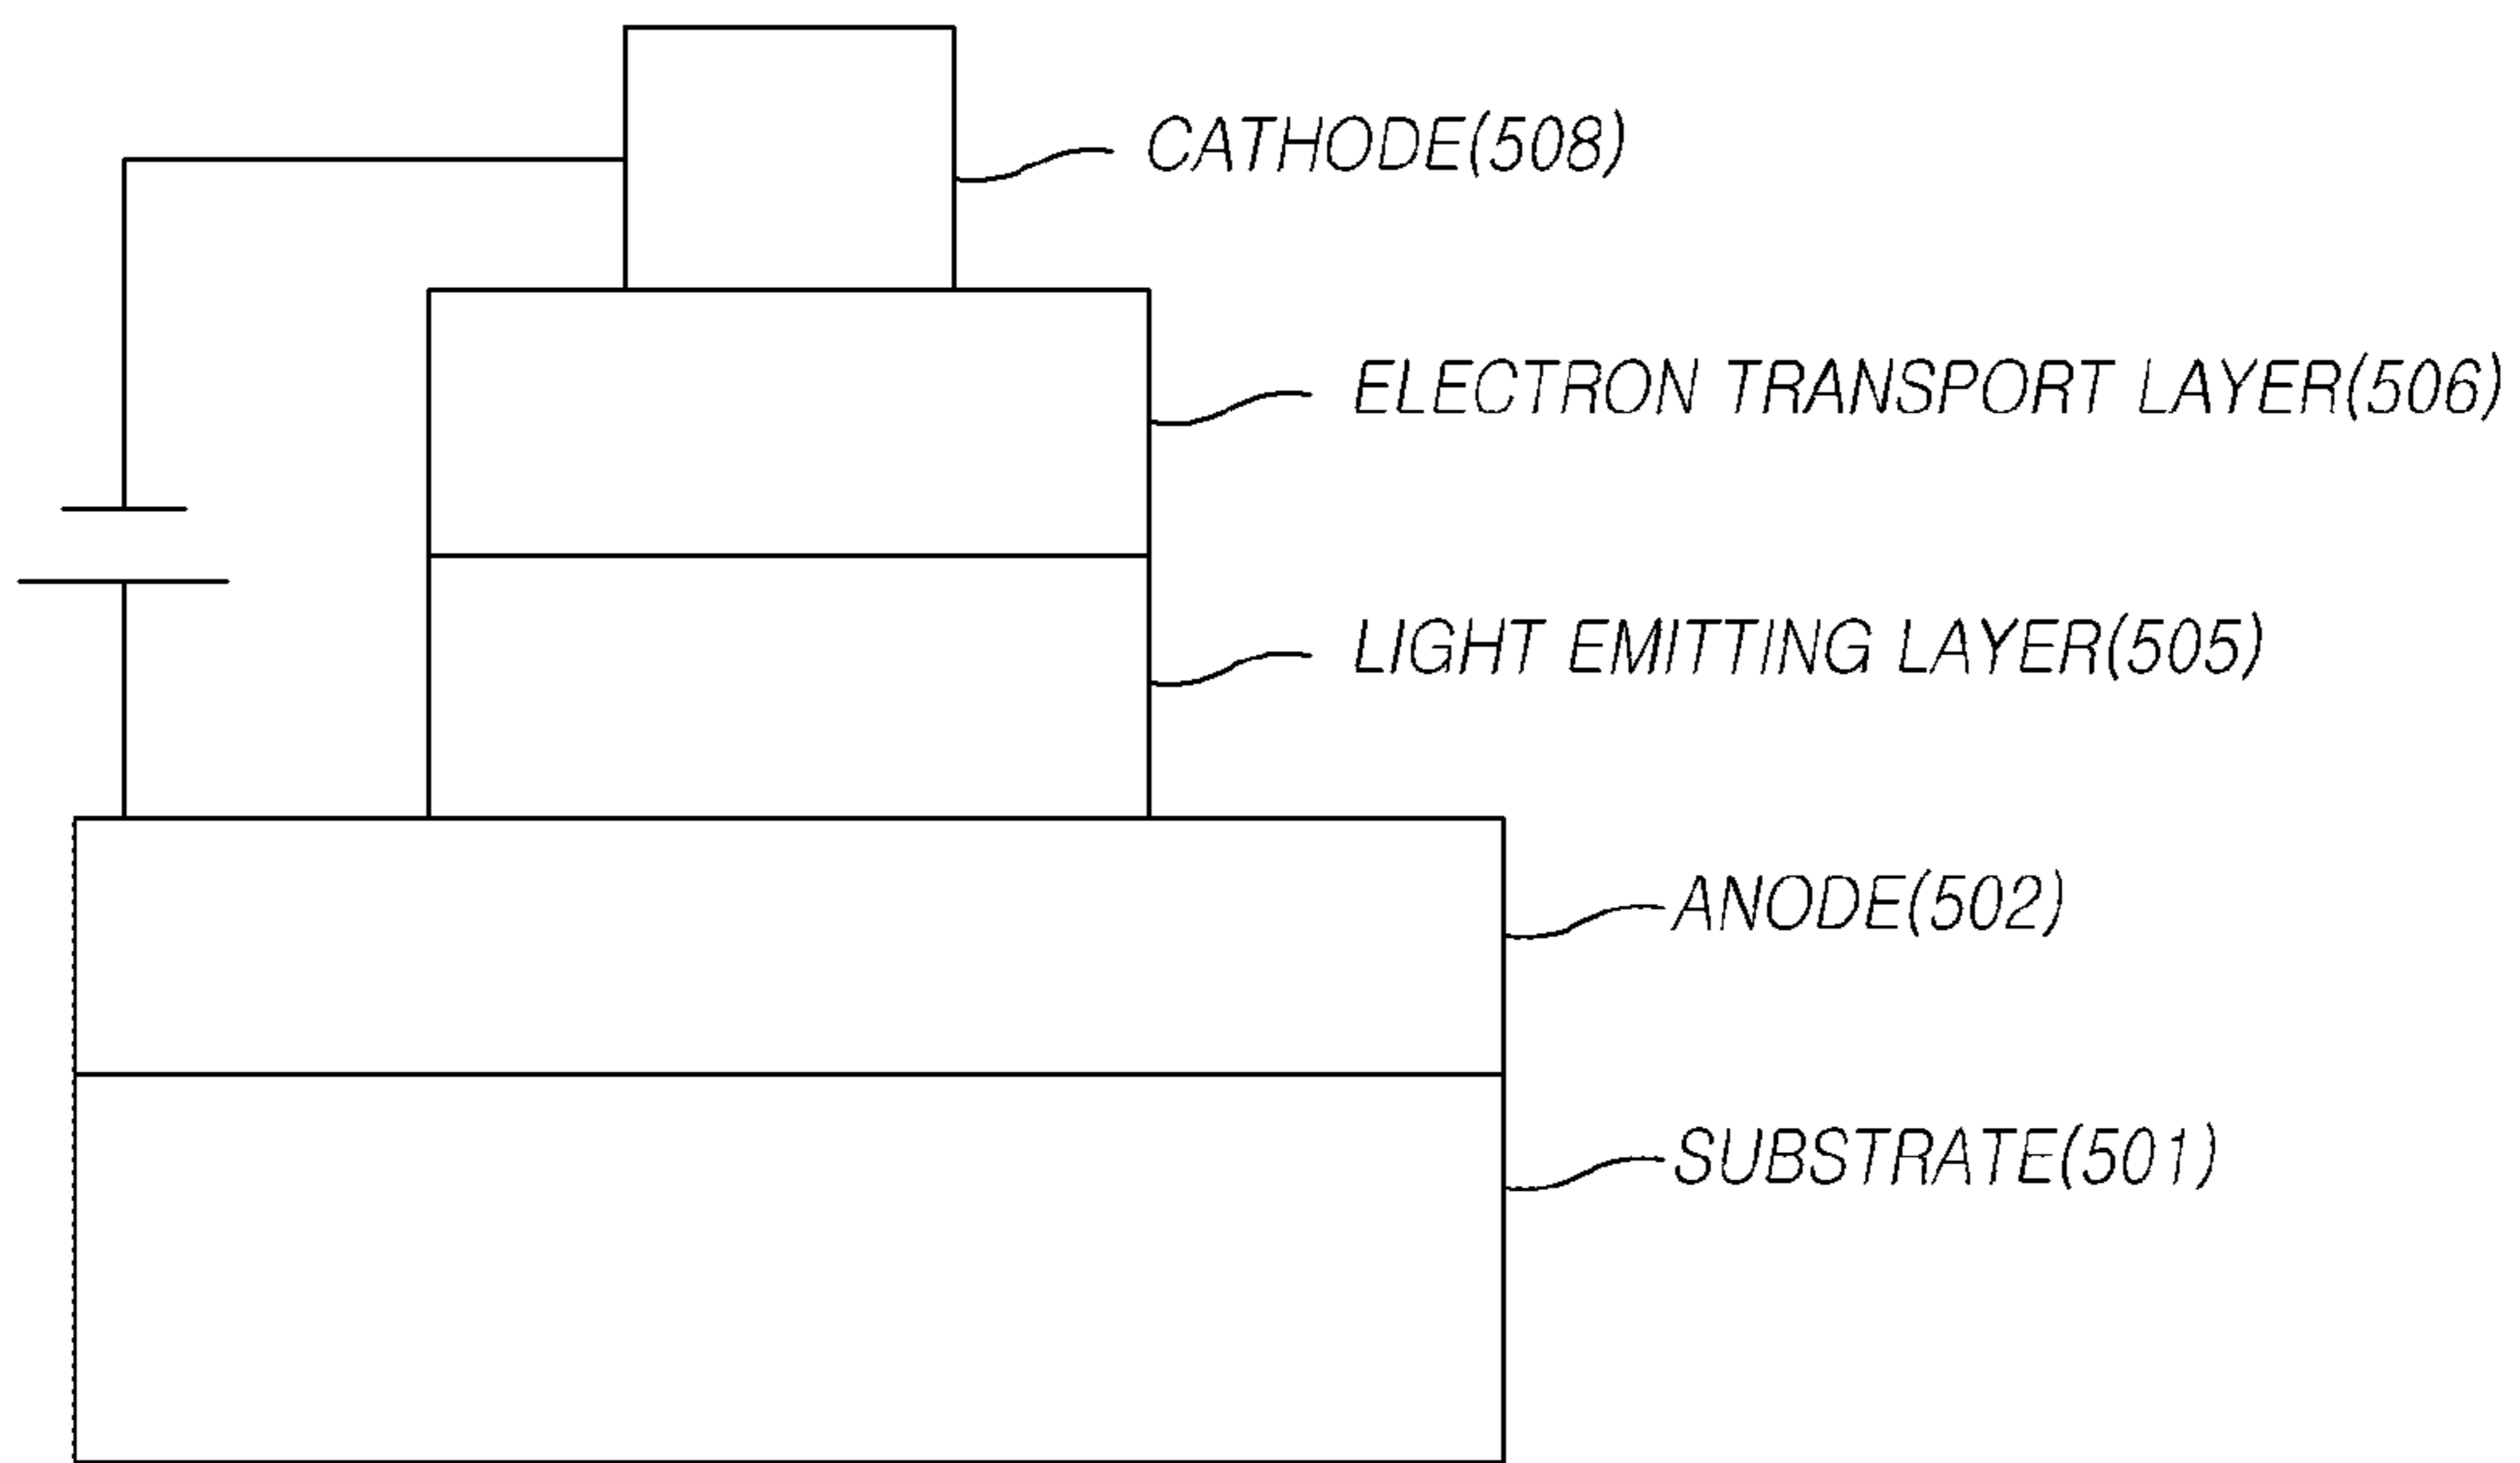 CATHODE(508)
ELECTRON TRANSPORT LAYER(506)
LIGHT EMITTING LAYER(505)
ANODE(502)
SUBSTRATE(501)